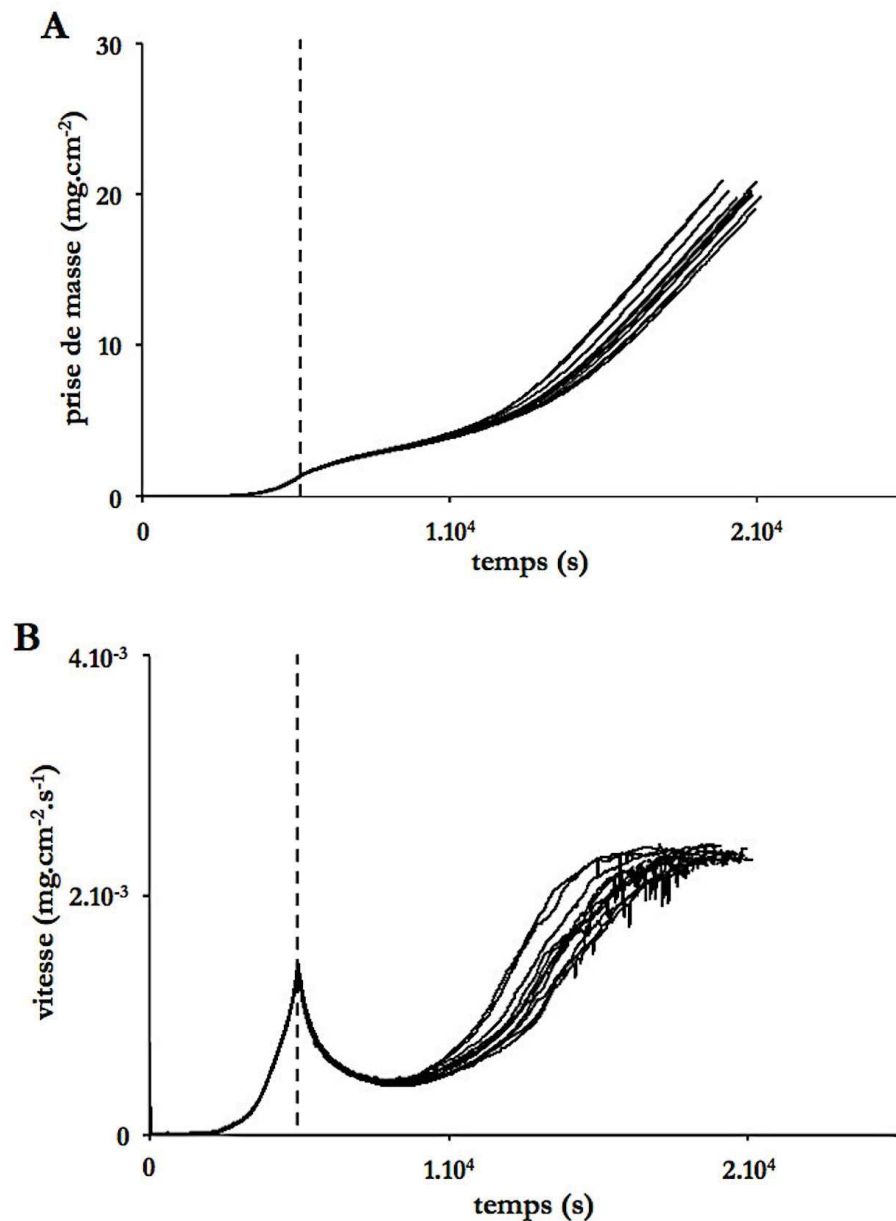 A
30
20
10
0
prise de masse (mg.cm⁻²)
0
1.10⁴
2.10⁴
temps (s)
B
4.10⁻³
2.10⁻³
0
vitesse (mg.cm⁻².s⁻¹)
0
1.10⁴
2.10⁴
temps (s)